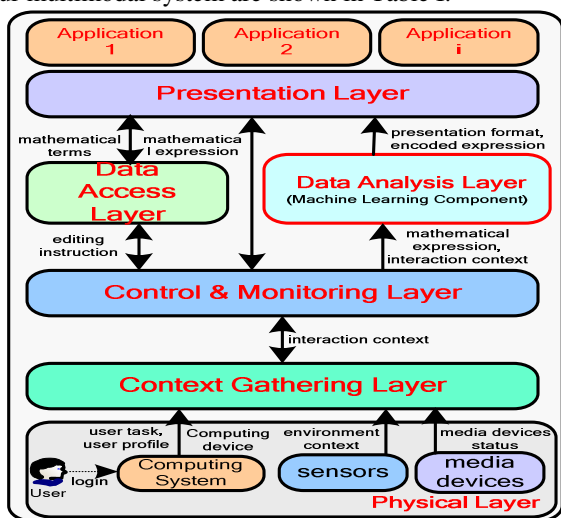 ur multimodal system are shown in Table 1.
Application
1
Application
2
Application
i
Presentation Layer
mathematical
terms
mathematica
l expression
presentation format,
encoded expression
Data
Access
Layer
Data Analysis Layer
(Machine Learning Component)
editing
instruction
mathematical
expression,
interaction context
Control & Monitoring Layer
interaction context
Context Gathering Layer
user task,
user profile
Computing
device
environment
context
media devices
status
User
login
Computing
System
sensors
media
devices
Physical Layer